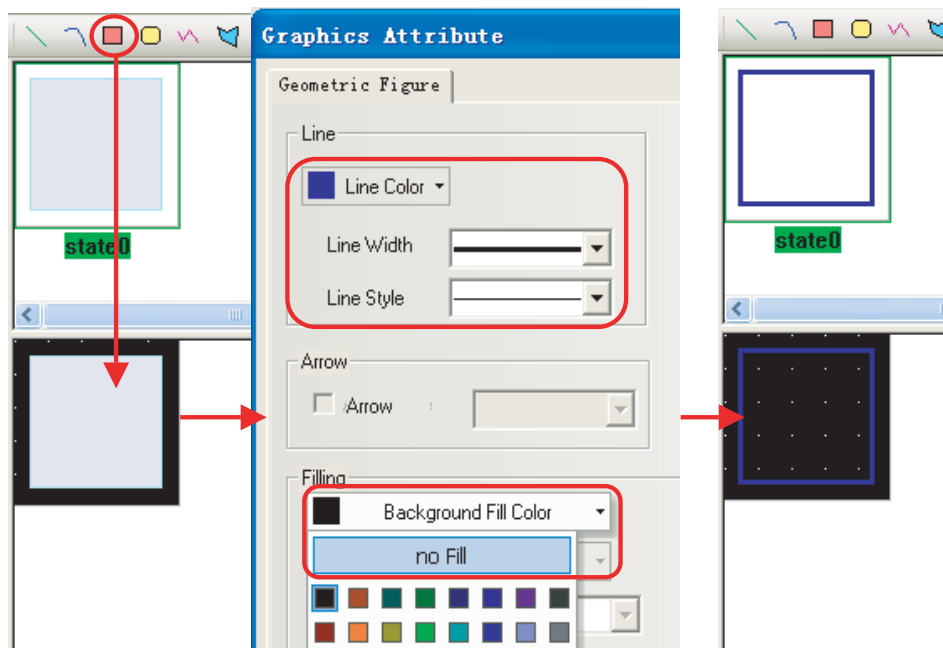 Graphics Attribute
Geometric Figure
Line
Line Color
state0
Line Width
Line Style
state0
Arrow
Arrow
Filling
Background Fill Color
no Fill